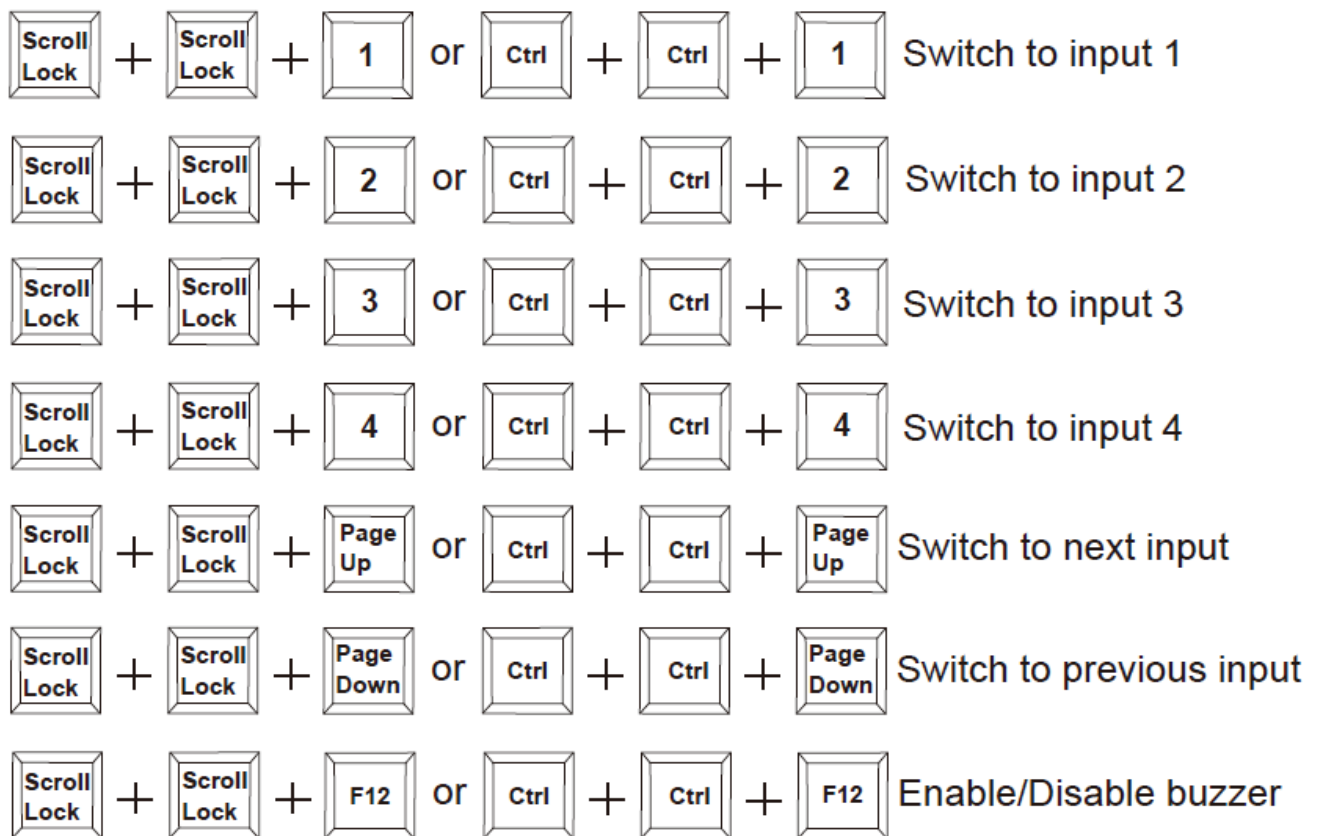 Scroll Lock + Scroll Lock + 1 or Ctrl + Ctrl + 1 Switch to input 1
Scroll Lock + Scroll Lock + 2 or Ctrl + Ctrl + 2 Switch to input 2
Scroll Lock + Scroll Lock + 3 or Ctrl + Ctrl + 3 Switch to input 3
Scroll Lock + Scroll Lock + 4 or Ctrl + Ctrl + 4 Switch to input 4
Scroll Lock + Scroll Lock + Page Up or Ctrl + Ctrl + Page Up Switch to next input
Scroll Lock + Scroll Lock + Page Down or Ctrl + Ctrl + Page Down Switch to previous input
Scroll Lock + Scroll Lock + F12 or Ctrl + Ctrl + F12 Enable/Disable buzzer